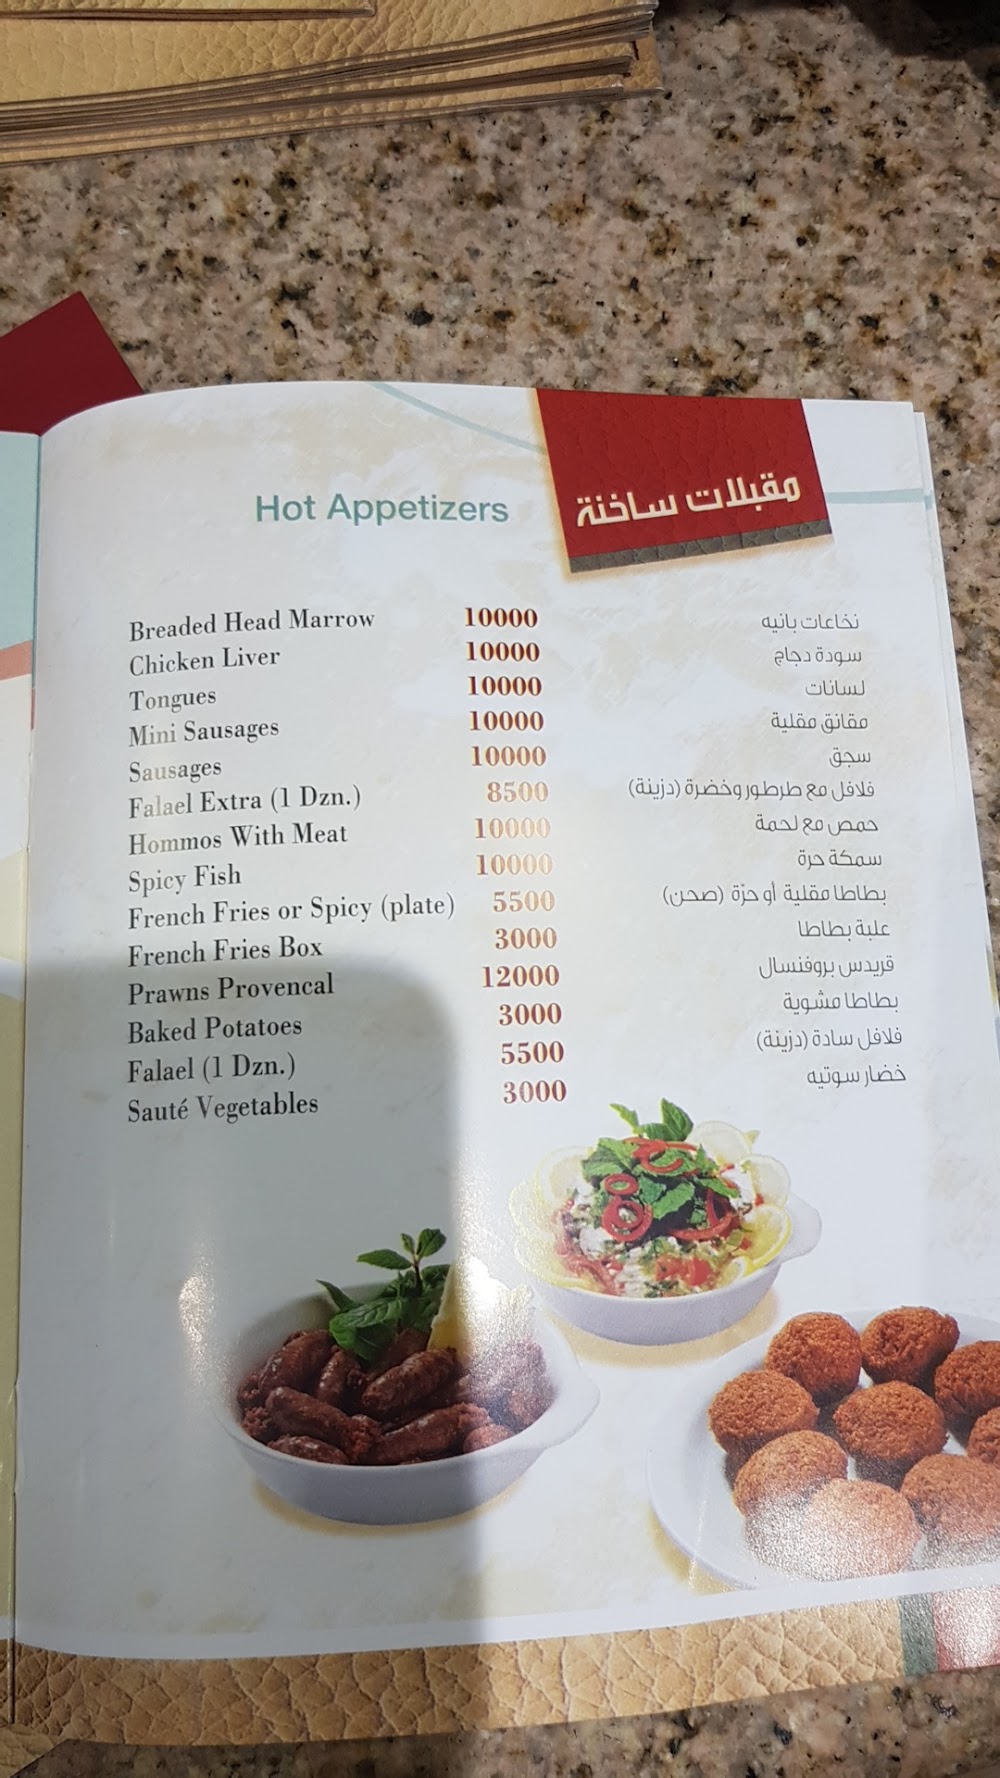 Hot Appetizers
مقبلات ساخنة
Breaded Head Marrow 10000 نخاعات بانيه
Chicken Liver 10000 سودة دجاج
Tongues 10000 لسانات
Mini Sausages 10000 مقانق مقلية
Sausages 10000 سجق
Falael Extra (1 Dzn.) 8500 فلافل مع طرطور وخضرة (دزينة)
Hommos With Meat 10000 حمص مع لحمة
Spicy Fish 10000 سمكة حرة
French Fries or Spicy (plate) 5500 بطاطا مقلية أو حرّة (صحن)
French Fries Box 3000 علبة بطاطا
Prawns Provencal 12000 قريدس بروفنسال
Baked Potatoes 3000 بطاطا مشوية
Falael (1 Dzn.) 5500 فلافل سادة (دزينة)
Sauté Vegetables 3000 خضار سوتيه